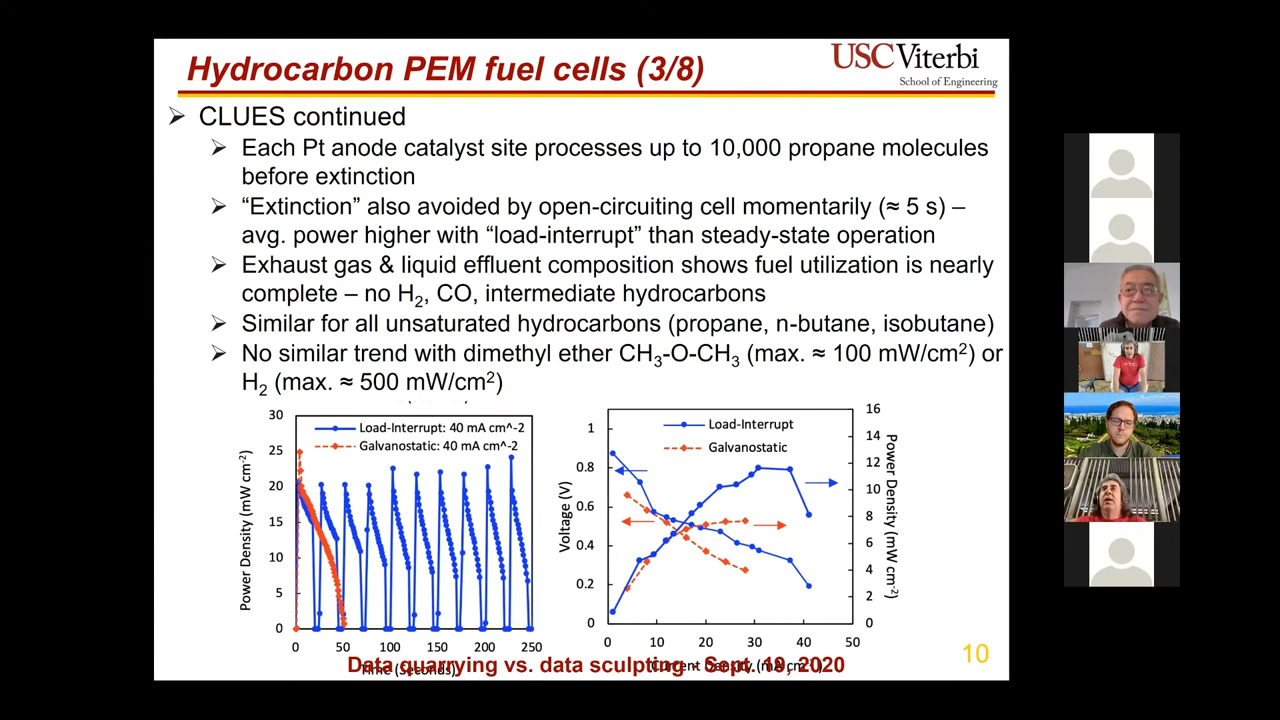 Hydrocarbon PEM fuel cells (3/8)
USC Viterbi
School of Engineering
➢ CLUES continued
➢ Each Pt anode catalyst site processes up to 10,000 propane molecules
before extinction
➢ “Extinction” also avoided by open-circuiting cell momentarily (≈ 5 s) –
avg. power higher with “load-interrupt” than steady-state operation
➢ Exhaust gas & liquid effluent composition shows fuel utilization is nearly
complete – no H2, CO, intermediate hydrocarbons
➢ Similar for all unsaturated hydrocarbons (propane, n-butane, isobutane)
➢ No similar trend with dimethyl ether CH3-O-CH3 (max. ≈ 100 mW/cm2) or
H2 (max. ≈ 500 mW/cm2)
Load-Interrupt: 40 mA cm^-2
Galvanostatic: 40 mA cm^-2
Power Density (mW cm-2)
30
25
20
15
10
5
0
0 50 100 150 200 250
Time (seconds)
Load-Interrupt
Galvanostatic
Voltage (V)
1
0.8
0.6
0.4
0.2
0
0 10 20 30 40 50
Current Density (mA cm-2)
16
14
12
10
8
6
4
2
0
Power Density (mW cm-2)
Data quarrying vs. data sculpting - Sept. 19, 2020
10